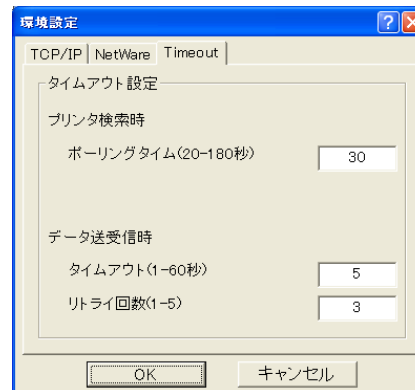 環境設定
TCP/IP NetWare Timeout
タイムアウト設定
プリンタ検索時
ポーリングタイム(20-180秒) 30
データ送受信時
タイムアウト(1-60秒) 5
リトライ回数(1-5) 3
OK キャンセル